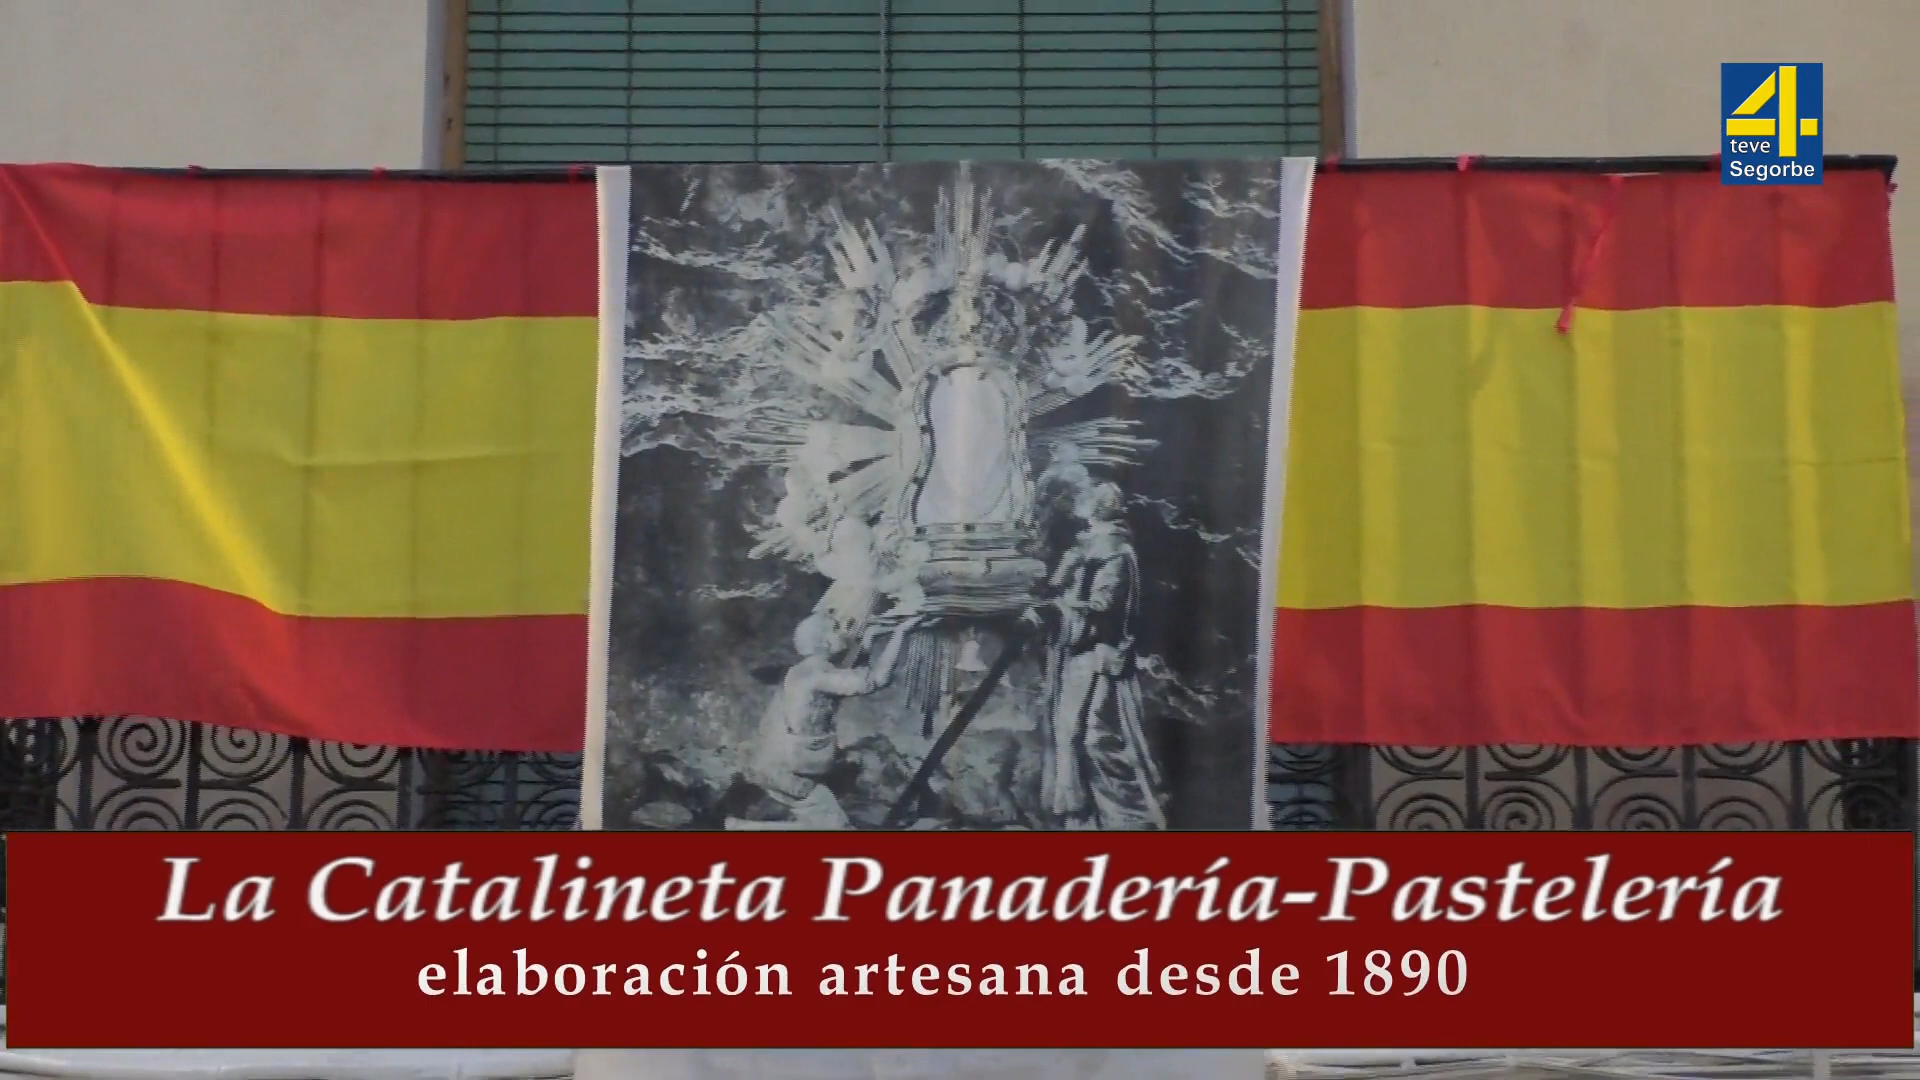 4
teve
Segorbe
La Catalineta Panadería-Pastelería
elaboración artesana desde 1890